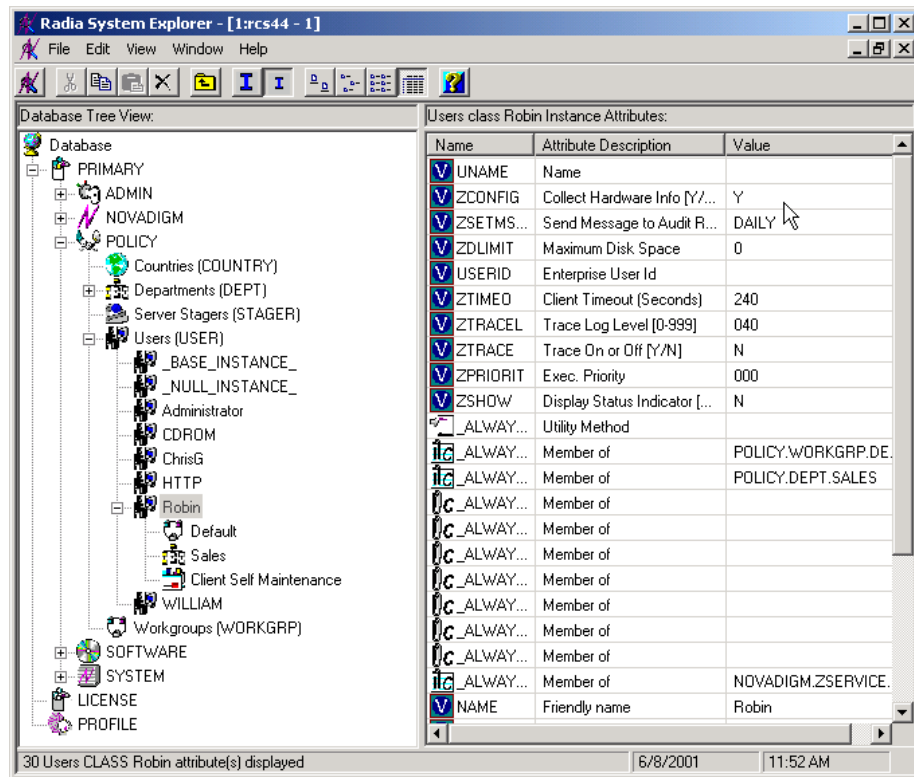 Radia System Explorer - [1:rcs44 - 1]
File Edit View Window Help
Database Tree View:
Users class Robin Instance Attributes:
Database
PRIMARY
ADMIN
NOVADIGM
POLICY
Countries (COUNTRY)
Departments (DEPT)
Server Stagers (STAGER)
Users (USER)
_BASE_INSTANCE_
_NULL_INSTANCE_
Administrator
CDROM
ChrisG
HTTP
Robin
Default
Sales
Client Self Maintenance
WILLIAM
Workgroups (WORKGRP)
SOFTWARE
SYSTEM
LICENSE
PROFILE
Name Attribute Description Value
V UNAME Name
V ZCONFIG Collect Hardware Info [Y/... Y
V ZSETMS... Send Message to Audit R... DAILY
V ZDLIMIT Maximum Disk Space 0
V USERID Enterprise User Id
V ZTIMEO Client Timeout (Seconds) 240
V ZTRACEL Trace Log Level [0-999] 040
V ZTRACE Trace On or Off [Y/N] N
V ZPRIORIT Exec. Priority 000
V ZSHOW Display Status Indicator [... N
_ALWAY... Utility Method
C _ALWAY... Member of POLICY.WORKGRP.DE.
C _ALWAY... Member of POLICY.DEPT.SALES
C _ALWAY... Member of
C _ALWAY... Member of
C _ALWAY... Member of
C _ALWAY... Member of
C _ALWAY... Member of
C _ALWAY... Member of
C _ALWAY... Member of
C _ALWAY... Member of NOVADIGM.ZSERVICE.
V NAME Friendly name Robin
30 Users CLASS Robin attribute(s) displayed 6/8/2001 11:52 AM